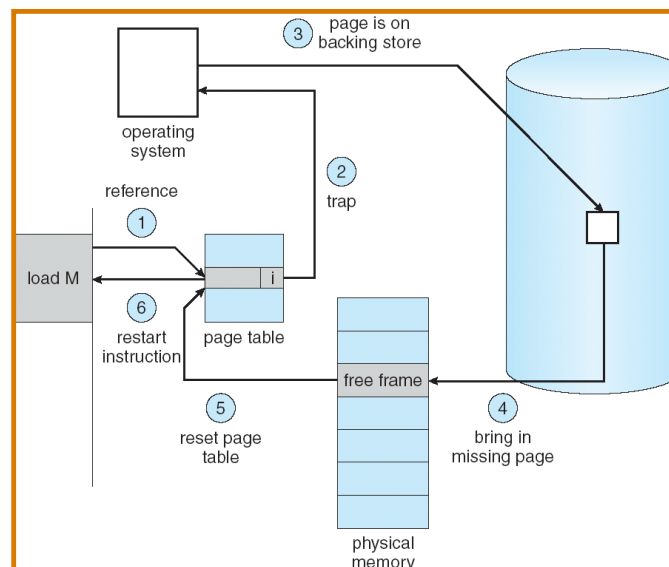 3
page is on
backing store
operating
system
2
trap
reference
1
load M
i
6
restart
instruction
page table
free frame
5
reset page
table
4
bring in
missing page
physical
memory